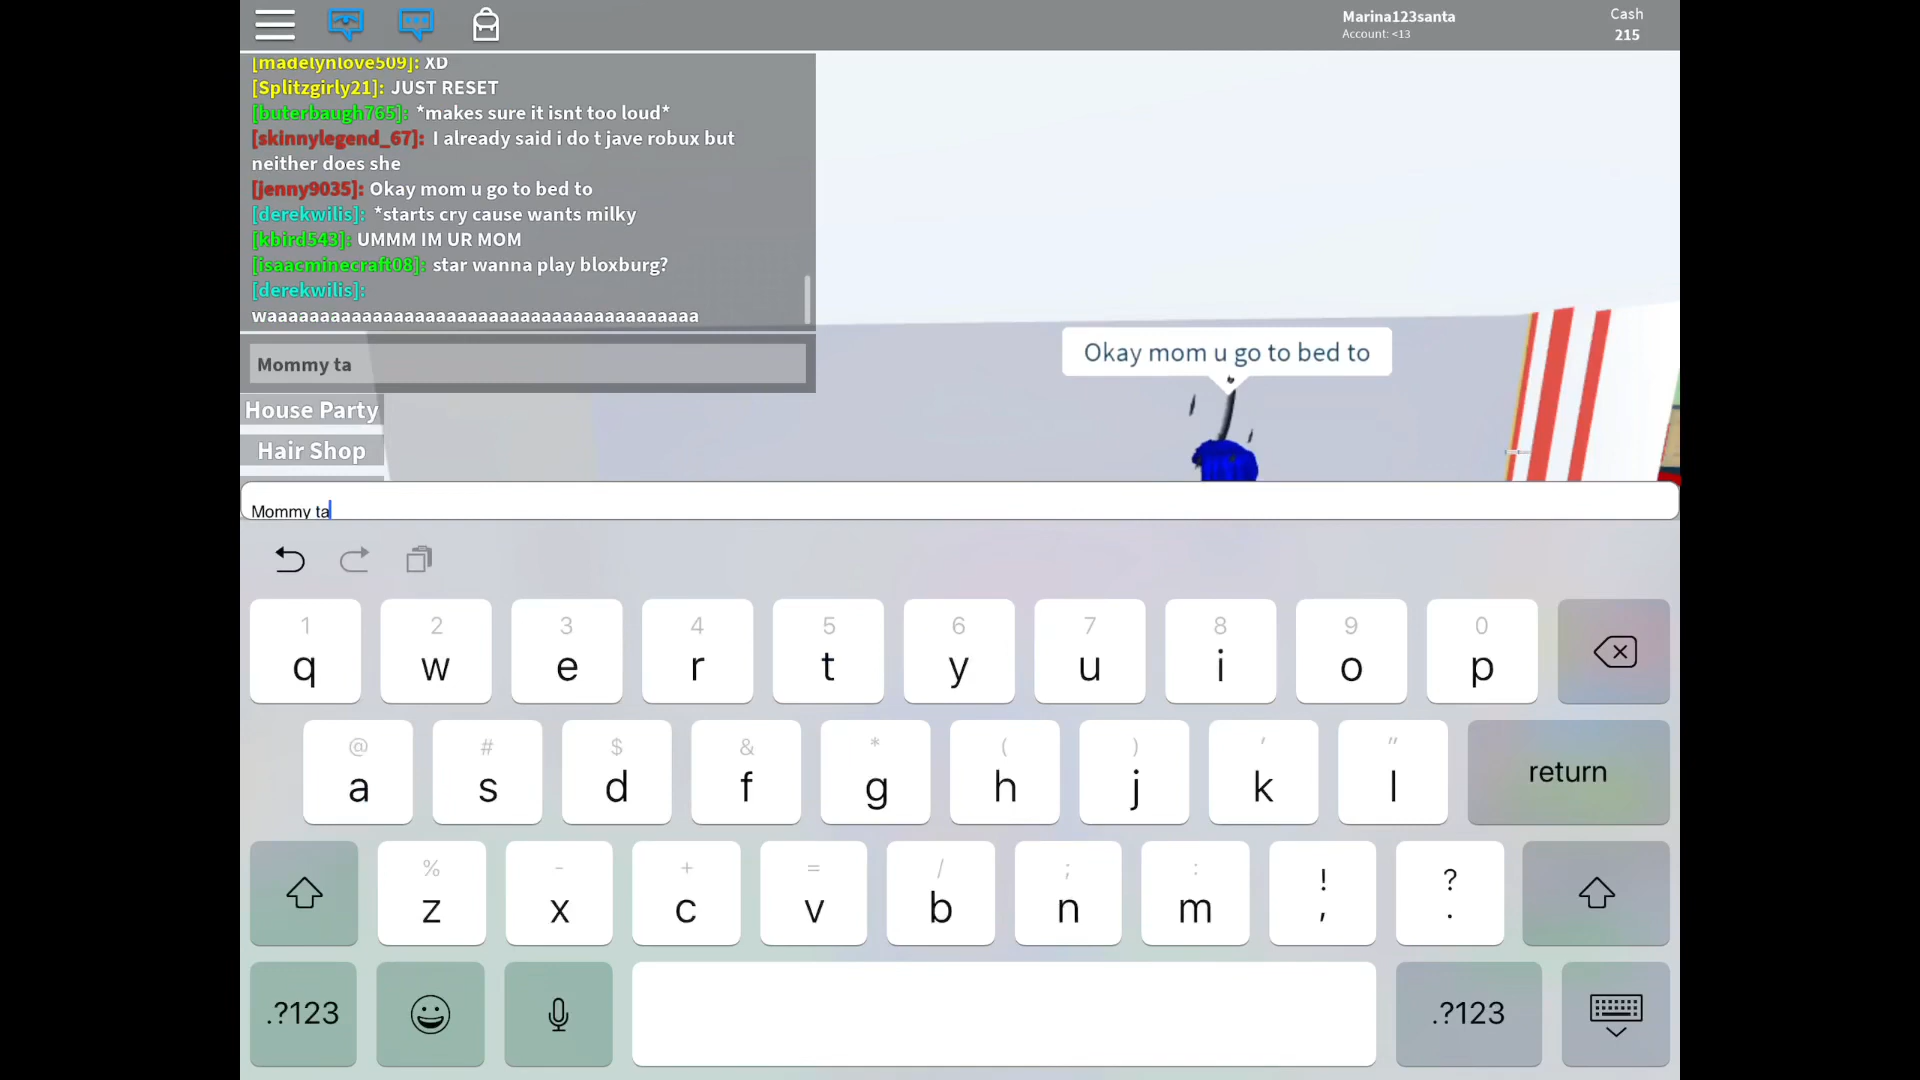 Marina123santa
Account: <13
Cash
215
[madelynlove509]: XD
[Splitzgirly21]: JUST RESET
[buterbaugh765]: *makes sure it isnt too loud*
[skinnylegend_67]: I already said i do t jave robux but
neither does she
[jenny9035]: Okay mom u go to bed to
[derekwilis]: *starts cry cause wants milky
[kbird543]: UMMM IM UR MOM
[isaacminecraft08]: star wanna play bloxburg?
[derekwilis]:
waaaaaaaaaaaaaaaaaaaaaaaaaaaaaaaaaaaaaaaaa
Mommy ta
Okay mom u go to bed to
House Party
Hair Shop
Mommy ta
1 2 3 4 5 6 7 8 9 0
q w e r t y u i o p
@ # $ & * ( ) ' "
a s d f g h j k l return
% - + = / ; : ! ?
z x c v b n m , .
.?123 .?123